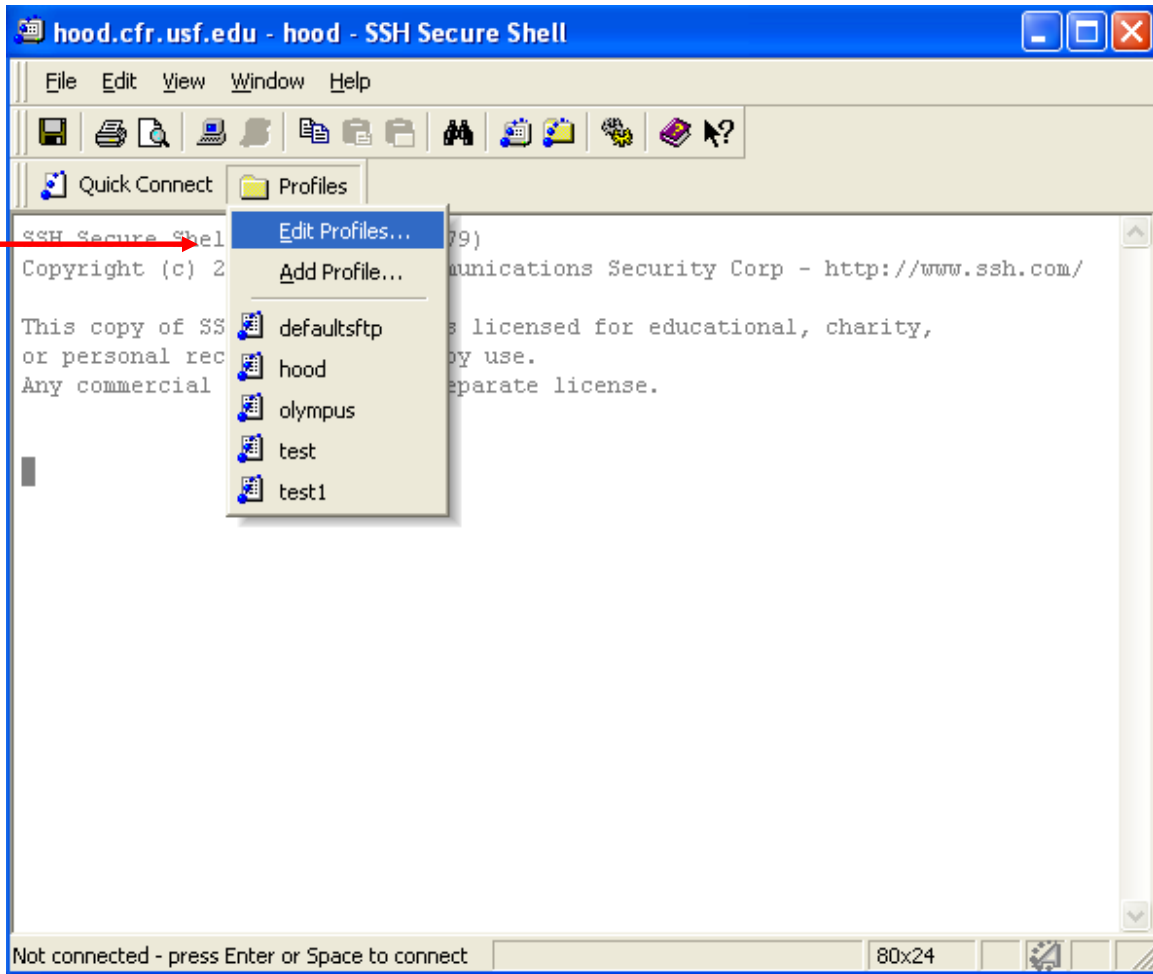 hood.cfr.usf.edu - hood - SSH Secure Shell
File Edit View Window Help
Quick Connect Profiles
Edit Profiles...
Add Profile...
defaultsftp
hood
olympus
test
test1
SSH Secure Shel 79)
Copyright (c) 2 munications Security Corp - http://www.ssh.com/
This copy of SS s licensed for educational, charity,
or personal rec by use.
Any commercial eparate license.
Not connected - press Enter or Space to connect 80x24